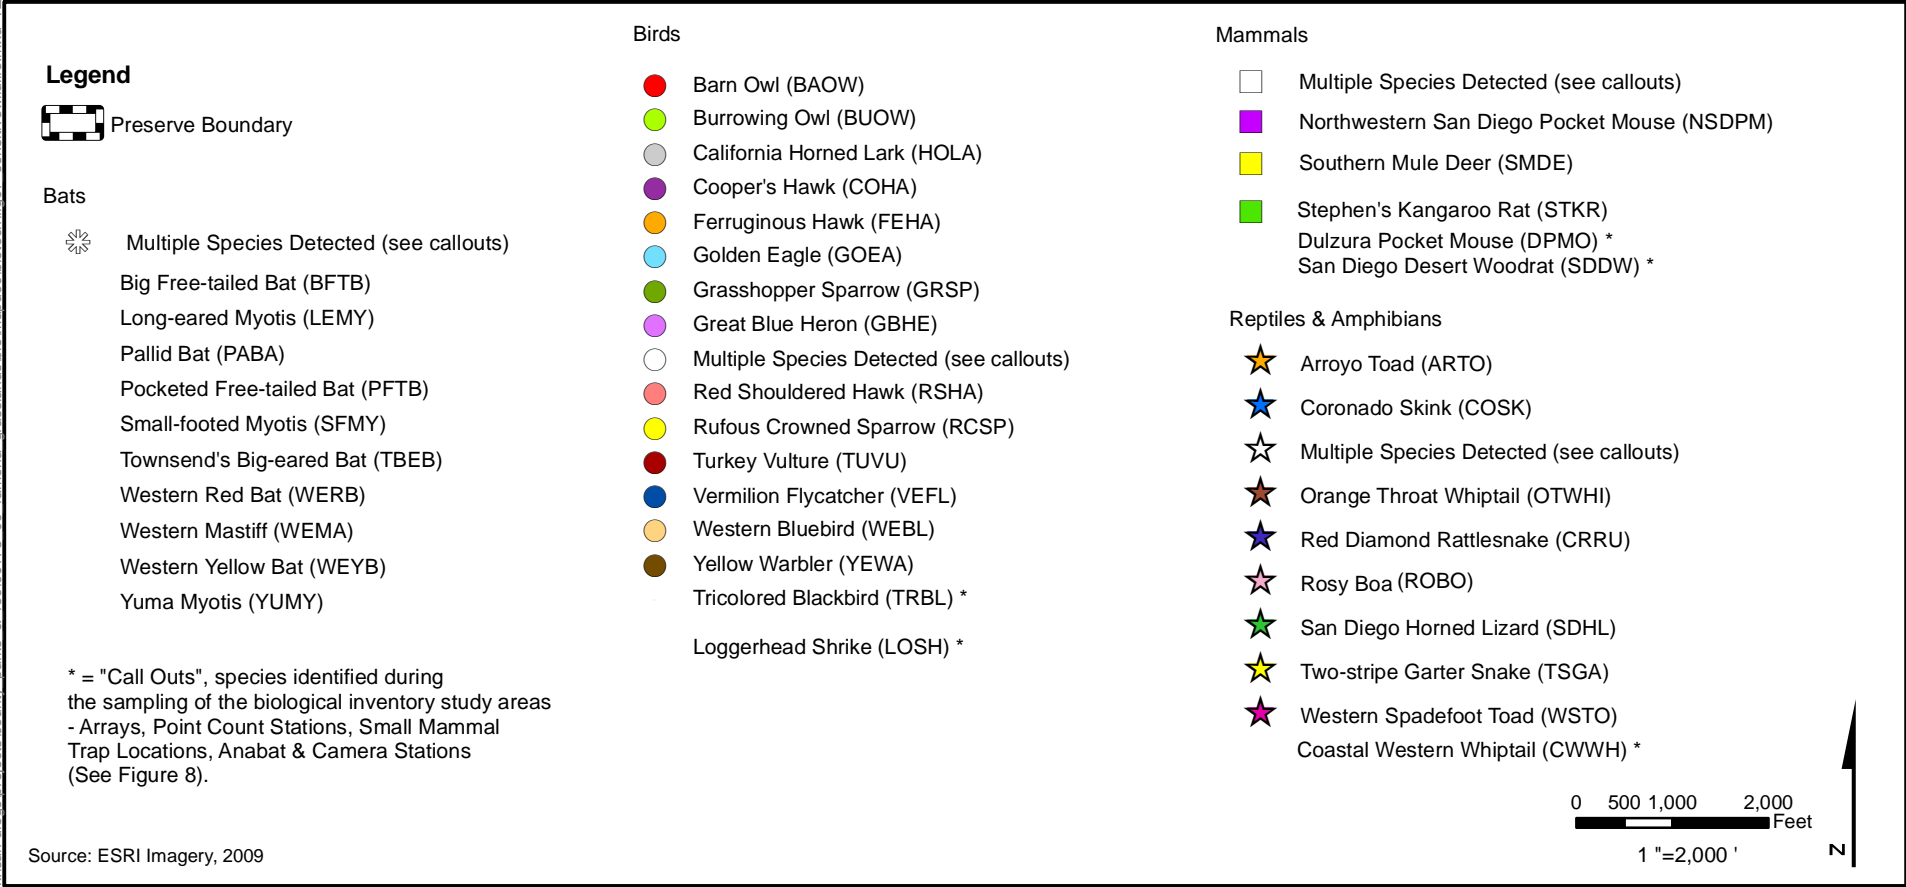 Legend
Preserve Boundary
Bats
Multiple Species Detected (see callouts)
Big Free-tailed Bat (BFTB)
Long-eared Myotis (LEMY)
Pallid Bat (PABA)
Pocketed Free-tailed Bat (PFTB)
Small-footed Myotis (SFMY)
Townsend's Big-eared Bat (TBEB)
Western Red Bat (WERB)
Western Mastiff (WEMA)
Western Yellow Bat (WEYB)
Yuma Myotis (YUMY)
* = "Call Outs", species identified during
the sampling of the biological inventory study areas
- Arrays, Point Count Stations, Small Mammal
Trap Locations, Anabat & Camera Stations
(See Figure 8).
Source: ESRI Imagery, 2009
Birds
Barn Owl (BAOW)
Burrowing Owl (BUOW)
California Horned Lark (HOLA)
Cooper's Hawk (COHA)
Ferruginous Hawk (FEHA)
Golden Eagle (GOEA)
Grasshopper Sparrow (GRSP)
Great Blue Heron (GBHE)
Multiple Species Detected (see callouts)
Red Shouldered Hawk (RSHA)
Rufous Crowned Sparrow (RCSP)
Turkey Vulture (TUVU)
Vermilion Flycatcher (VEFL)
Western Bluebird (WEBL)
Yellow Warbler (YEWA)
Tricolored Blackbird (TRBL) *
Loggerhead Shrike (LOSH) *
Mammals
Multiple Species Detected (see callouts)
Northwestern San Diego Pocket Mouse (NSDPM)
Southern Mule Deer (SMDE)
Stephen's Kangaroo Rat (STKR)
Dulzura Pocket Mouse (DPMO) *
San Diego Desert Woodrat (SDDW) *
Reptiles & Amphibians
Arroyo Toad (ARTO)
Coronado Skink (COSK)
Multiple Species Detected (see callouts)
Orange Throat Whiptail (OTWHI)
Red Diamond Rattlesnake (CRRU)
Rosy Boa (ROBO)
San Diego Horned Lizard (SDHL)
Two-stripe Garter Snake (TSGA)
Western Spadefoot Toad (WSTO)
Coastal Western Whiptail (CWWH) *
0 500 1,000 2,000
Feet
1 "=2,000 '
N